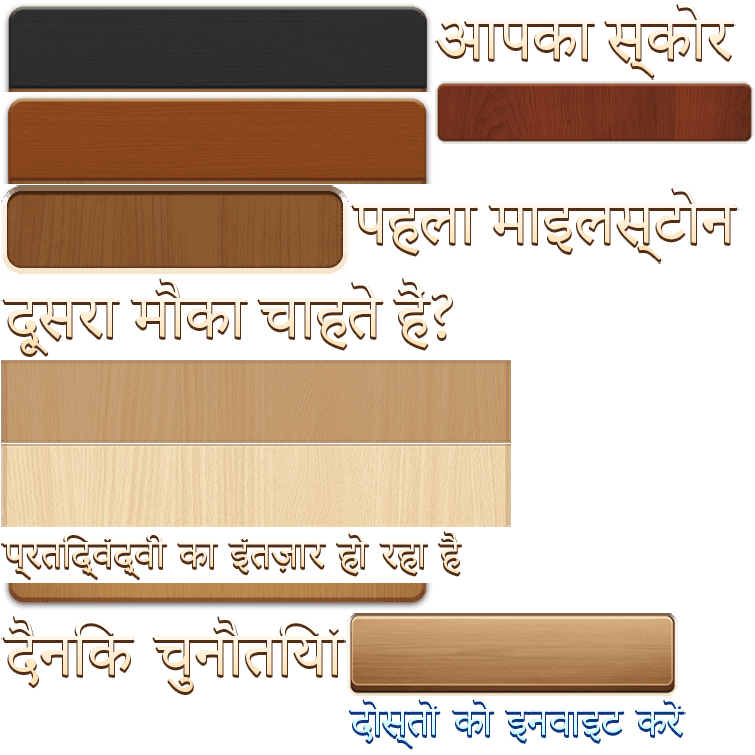 आपका स्कोर
पहला माइलस्टोन
दूसरा मौका चाहते हैं?
प्रतिद्वंद्वी का इंतज़ार हो रहा है
दैनिक चुनौतियां
दोस्तों को इनवाइट करें